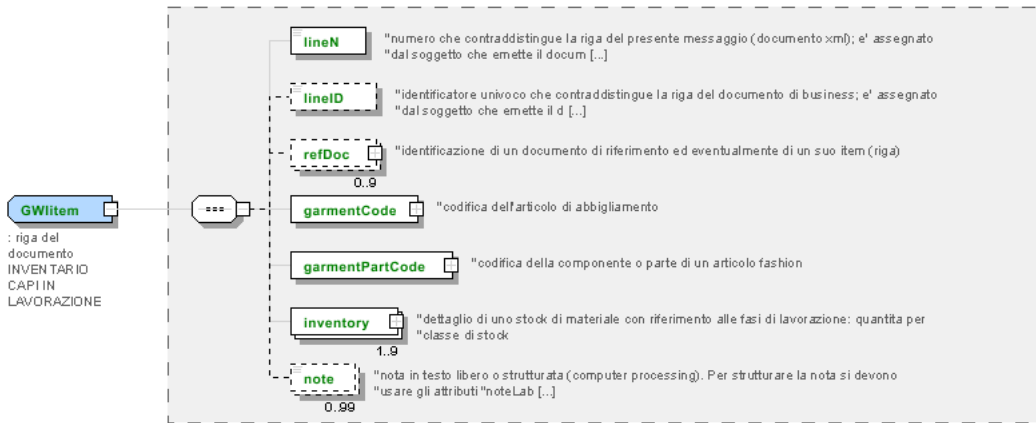 lineN
"numero che contraddistingue la riga del presente messaggio (documento xml); e' assegnato
"dal soggetto che emette il docum [...]
lineID
"identificatore univoco che contraddistingue la riga del documento di business; e' assegnato
"dal soggetto che emette il d [...]
refDoc
"identificazione di un documento di riferimento ed eventualmente di un suo item (riga)
0..9
GWIitem
: riga del
documento
INVENTARIO
CAPI IN
LAVORAZIONE
garmentCode
"codifica dell'articolo di abbigliamento
garmentPartCode
"codifica della componente o parte di un articolo fashion
inventory
"dettaglio di uno stock di materiale con riferimento alle fasi di lavorazione: quantita per
"classe di stock
1..9
note
"nota in testo libero o strutturata (computer processing). Per strutturare la nota si devono
"usare gli attributi "noteLab [...]
0..99